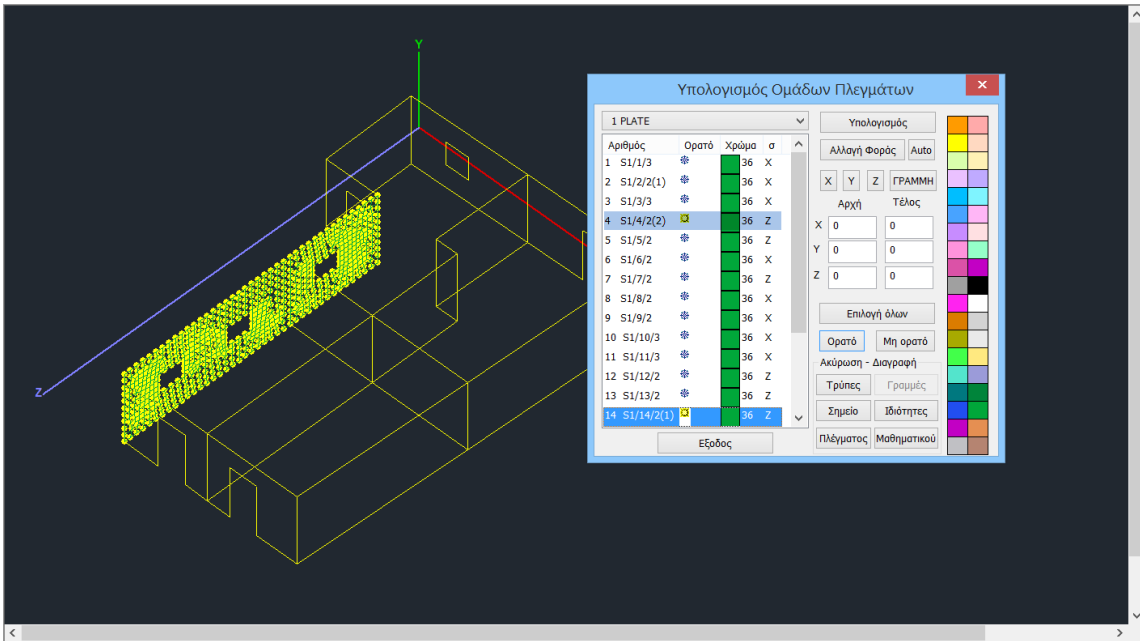 Y
Z
Υπολογισμός Ομάδων Πλεγμάτων
1 PLATE
Αριθμός Ορατό Χρώμα σ
1 S1/1/3 36 X
2 S1/2/2(1) 36 X
3 S1/3/3 36 X
4 S1/4/2(2) 36 Z
5 S1/5/2 36 Z
6 S1/6/2 36 X
7 S1/7/2 36 Z
8 S1/8/2 36 X
9 S1/9/2 36 X
10 S1/10/3 36 X
11 S1/11/3 36 X
12 S1/12/2 36 Z
13 S1/13/2 36 Z
14 S1/14/2(1) 36 Z
Εξοδος
Υπολογισμός
Αλλαγή Φοράς Auto
X Y Z ΓΡΑΜΜΗ
Αρχή Τέλος
X 0 0
Y 0 0
Z 0 0
Επιλογή όλων
Ορατό Μη ορατό
Ακύρωση - Διαγραφή
Τρύπες Γραμμές
Σημείο Ιδιότητες
Πλέγματος Μαθηματικού